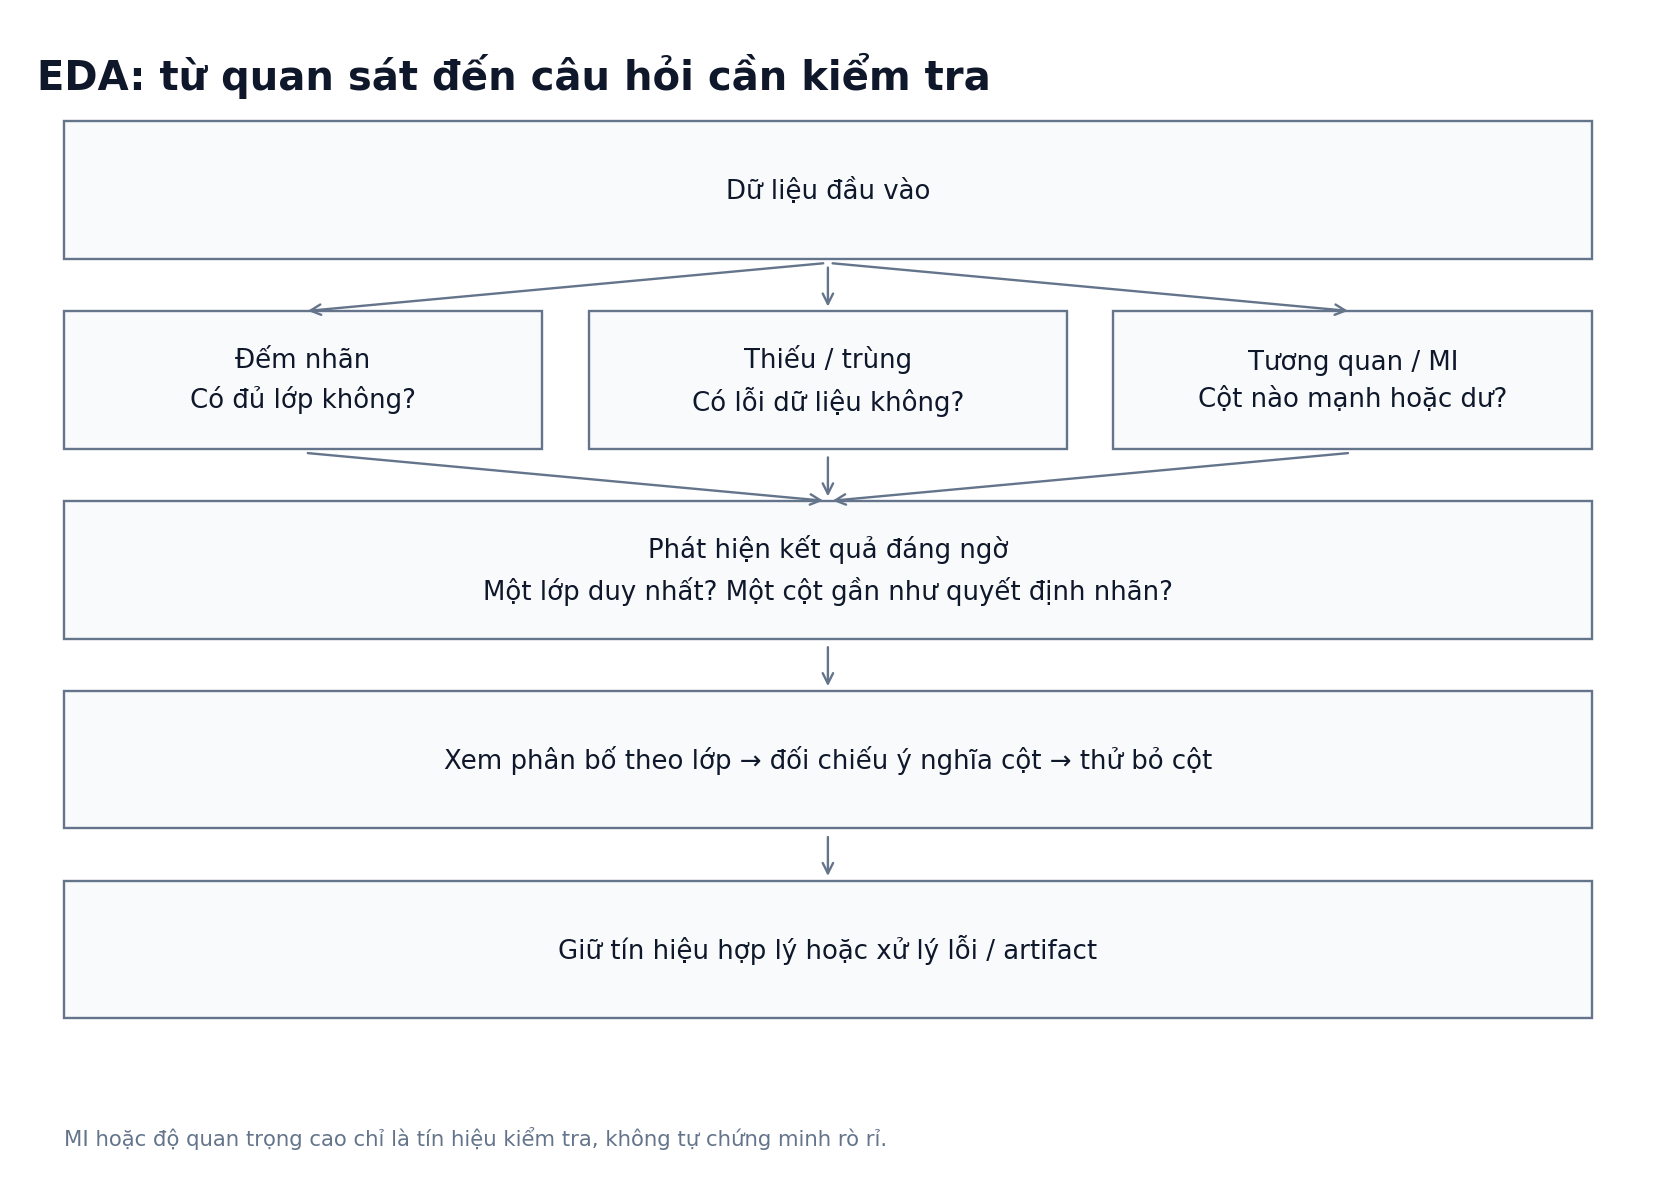 EDA: từ quan sát đến câu hỏi cần kiểm tra
Dữ liệu đầu vào
Đếm nhãn
Có đủ lớp không?
Thiếu / trùng
Có lỗi dữ liệu không?
Tương quan / MI
Cột nào mạnh hoặc dư?
Phát hiện kết quả đáng ngờ
Một lớp duy nhất? Một cột gần như quyết định nhãn?
Xem phân bố theo lớp → đối chiếu ý nghĩa cột → thử bỏ cột
Giữ tín hiệu hợp lý hoặc xử lý lỗi / artifact
MI hoặc độ quan trọng cao chỉ là tín hiệu kiểm tra, không tự chứng minh rò rỉ.